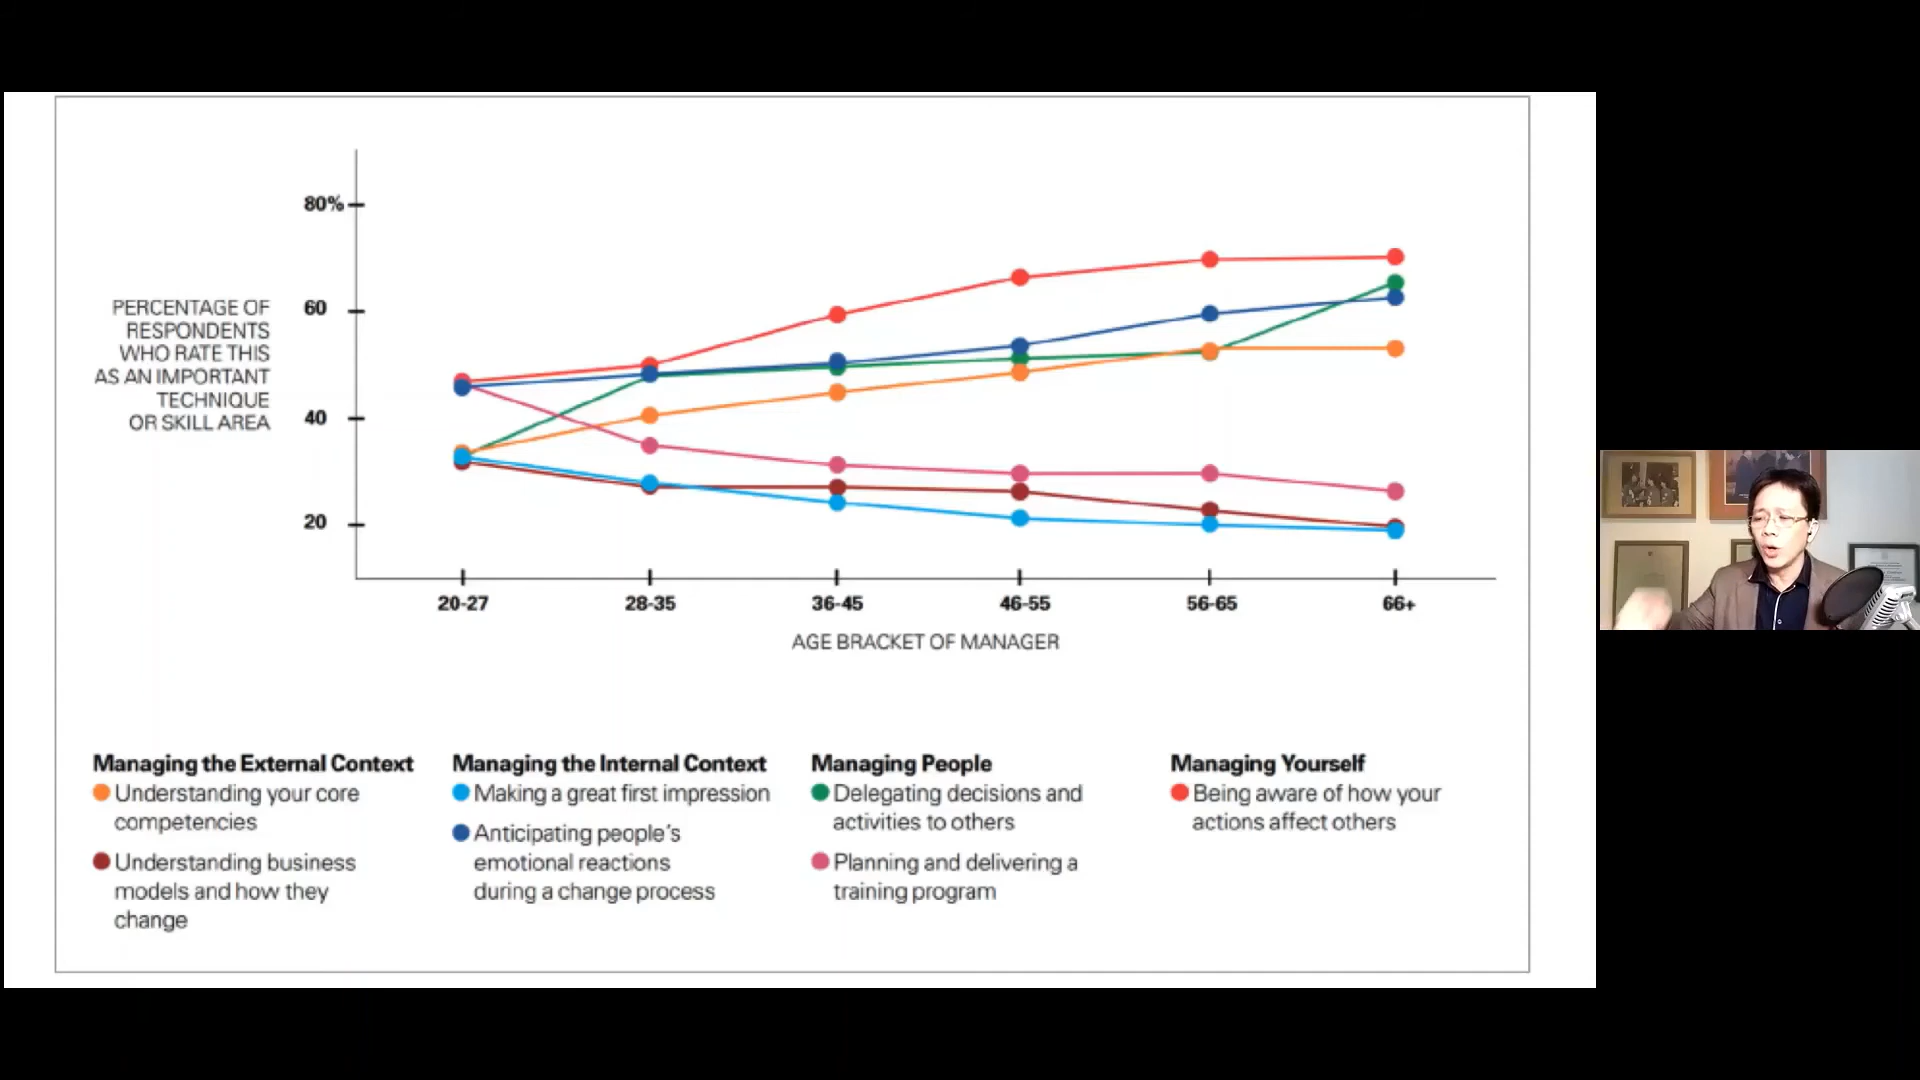 80%
60
40
20
PERCENTAGE OF
RESPONDENTS
WHO RATE THIS
AS AN IMPORTANT
TECHNIQUE
OR SKILL AREA
20-27 28-35 36-45 46-55 56-65 66+
AGE BRACKET OF MANAGER
Managing the External Context
Understanding your core
competencies
Understanding business
models and how they
change
Managing the Internal Context
Making a great first impression
Anticipating people's
emotional reactions
during a change process
Managing People
Delegating decisions and
activities to others
Planning and delivering a
training program
Managing Yourself
Being aware of how your
actions affect others